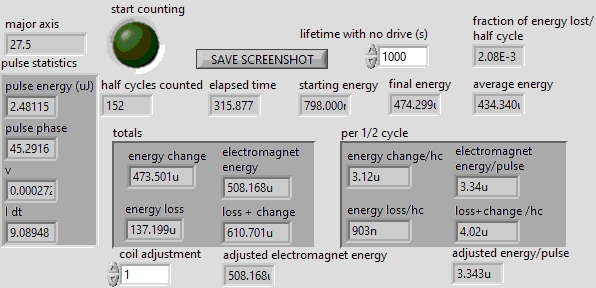 major axis
27.5
start counting
SAVE SCREENSHOT
lifetime with no drive (s)
1000
fraction of energy lost/
half cycle
2.08E-3
pulse statistics
pulse energy (uJ)
2.48115
half cycles counted
152
elapsed time
315.877
starting energy
798.000
final energy
474.299u
average energy
434.340u
pulse phase
45.2916
v
0.000272
I dt
9.08948
totals
energy change
473.501u
electromagnet
energy
508.168u
energy loss
137.199u
loss + change
610.701u
per 1/2 cycle
energy change/hc
3.12u
electromagnet
energy/pulse
3.34u
energy loss/hc
903n
loss+change /hc
4.02u
coil adjustment
1
adjusted electromagnet energy
508.168u
adjusted energy/pulse
3.343u